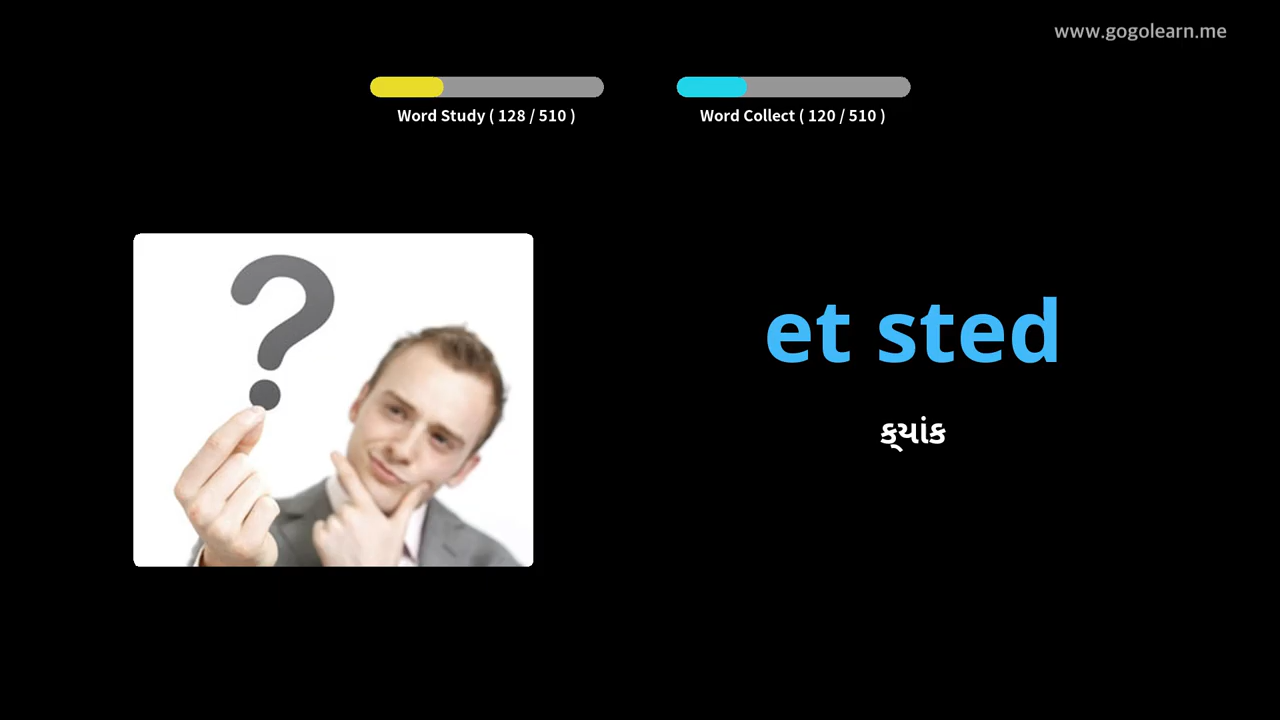 www.gogolearn.me
Word Study ( 128 / 510 )
Word Collect ( 120 / 510 )
et sted
ક્યાંક